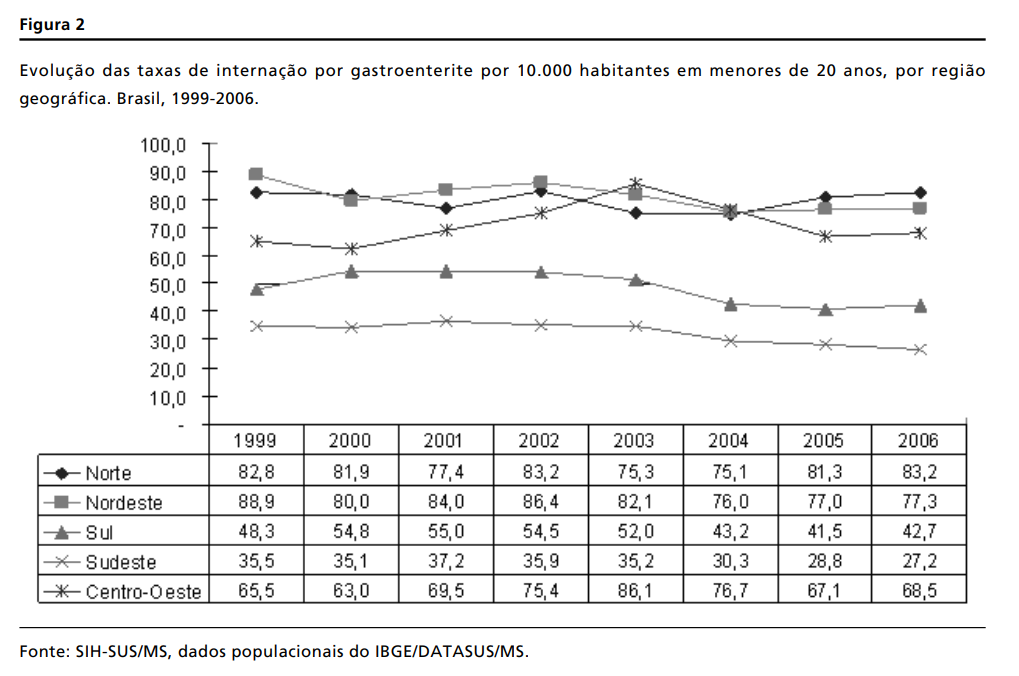 Figura 2
Evolução das taxas de internação por gastroenterite por 10.000 habitantes em menores de 20 anos, por região
geográfica. Brasil, 1999-2006.
100,0
90,0
80,0
70,0
60,0
50,0
40,0
30,0
20,0
10,0
-
1999 2000 2001 2002 2003 2004 2005 2006
Norte 82,8 81,9 77,4 83,2 75,3 75,1 81,3 83,2
Nordeste 88,9 80,0 84,0 86,4 82,1 76,0 77,0 77,3
Sul 48,3 54,8 55,0 54,5 52,0 43,2 41,5 42,7
Sudeste 35,5 35,1 37,2 35,9 35,2 30,3 28,8 27,2
Centro-Oeste 65,5 63,0 69,5 75,4 86,1 76,7 67,1 68,5
Fonte: SIH-SUS/MS, dados populacionais do IBGE/DATASUS/MS.